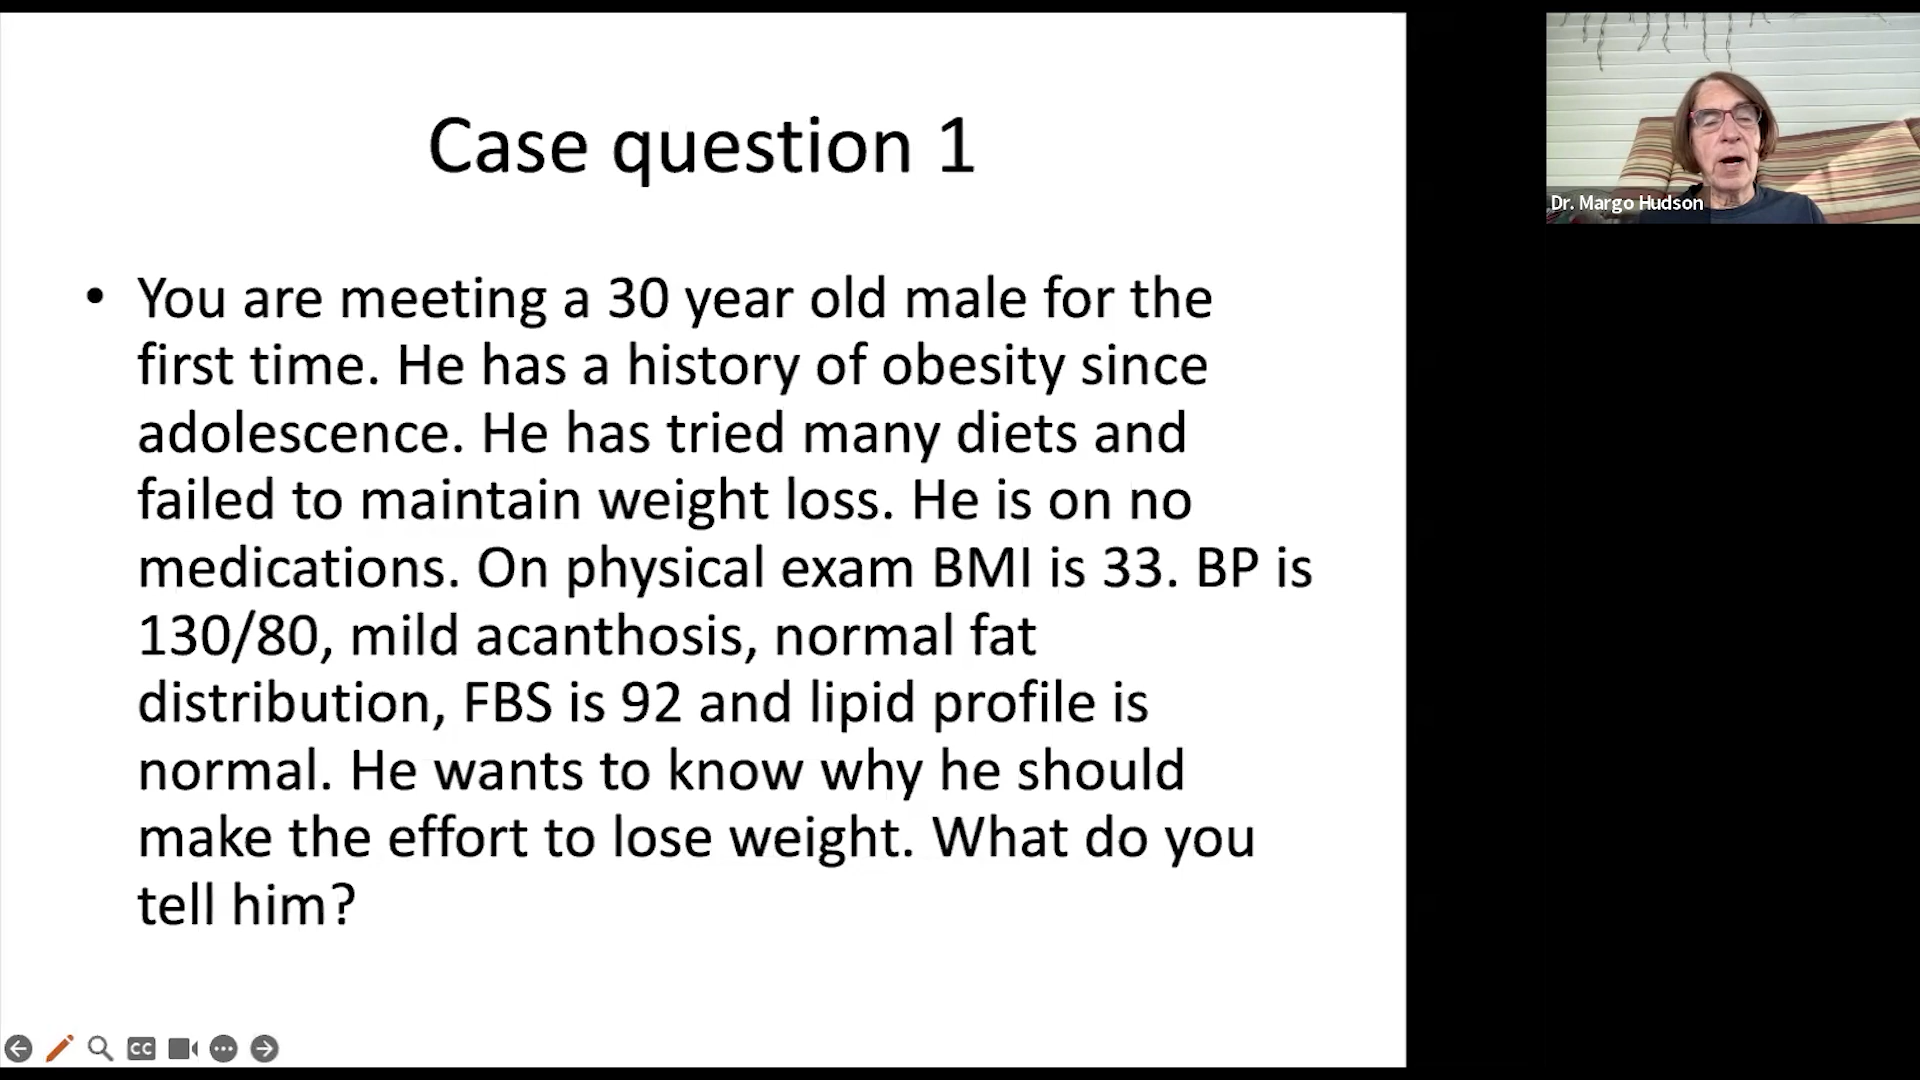 Case question 1
• You are meeting a 30 year old male for the
first time. He has a history of obesity since
adolescence. He has tried many diets and
failed to maintain weight loss. He is on no
medications. On physical exam BMI is 33. BP is
130/80, mild acanthosis, normal fat
distribution, FBS is 92 and lipid profile is
normal. He wants to know why he should
make the effort to lose weight. What do you
tell him?
CC
Dr. Margo Hudson